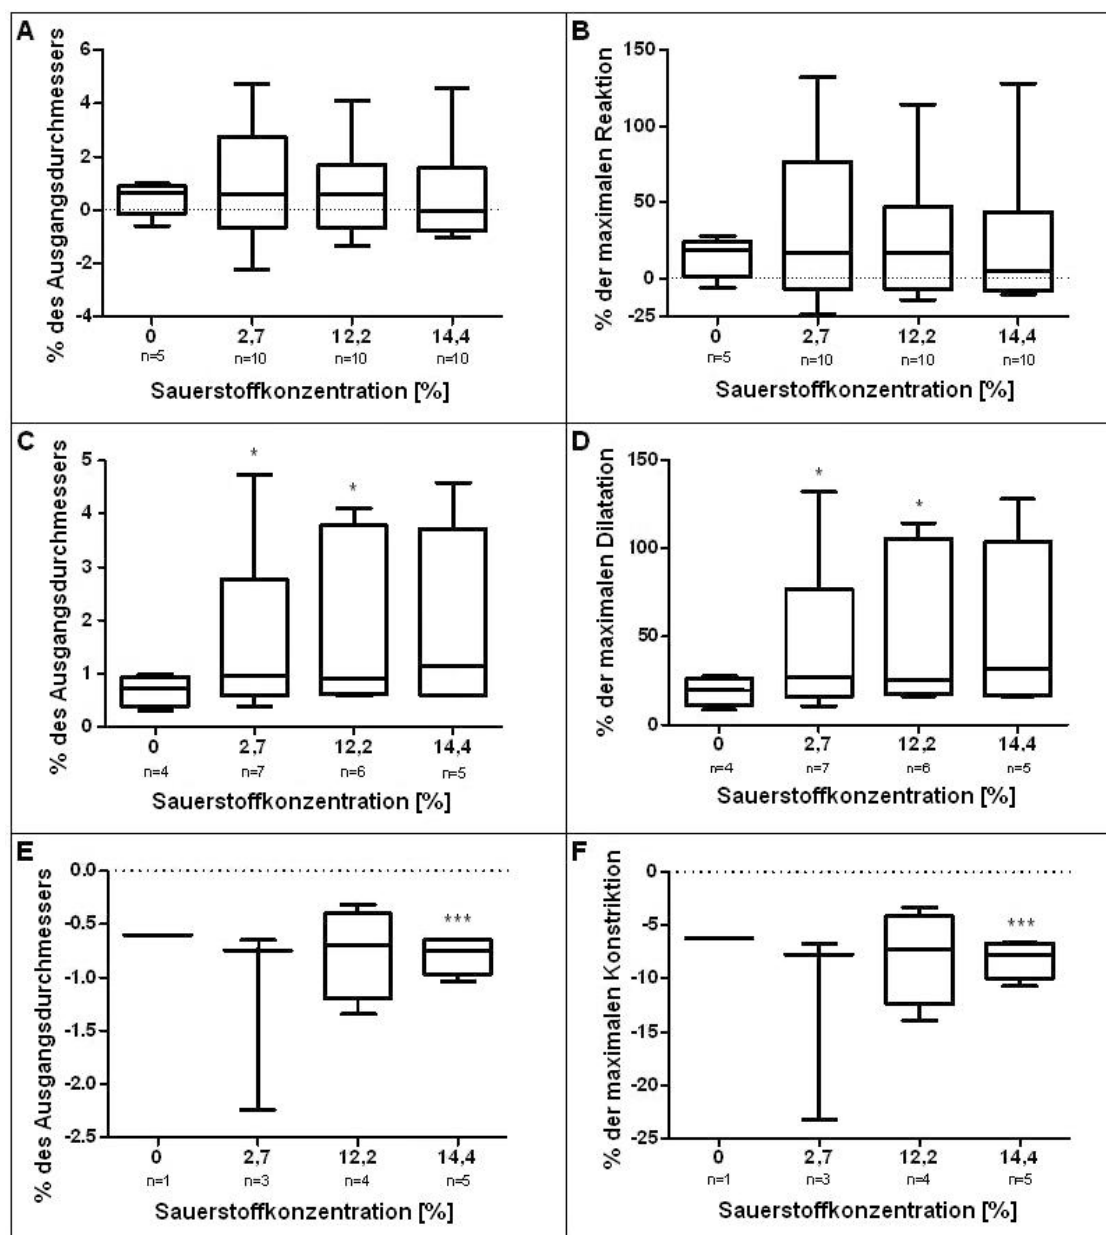 A
% des Ausgangsdurchmessers
6
4
2
0
-2
-4
0 2,7 12,2 14,4
n=5 n=10 n=10 n=10
Sauerstoffkonzentration [%]
B
% der maximalen Reaktion
150
100
50
0
-25
0 2,7 12,2 14,4
n=5 n=10 n=10 n=10
Sauerstoffkonzentration [%]
C
% des Ausgangsdurchmessers
5
4
3
2
1
0
* *
0 2,7 12,2 14,4
n=4 n=7 n=6 n=5
Sauerstoffkonzentration [%]
D
% der maximalen Dilatation
150
100
50
0
* *
0 2,7 12,2 14,4
n=4 n=7 n=6 n=5
Sauerstoffkonzentration [%]
E
% des Ausgangsdurchmessers
0.0
-0.5
-1.0
-1.5
-2.0
-2.5
***
0 2,7 12,2 14,4
n=1 n=3 n=4 n=5
Sauerstoffkonzentration [%]
F
% der maximalen Konstriktion
0
-5
-10
-15
-20
-25
***
0 2,7 12,2 14,4
n=1 n=3 n=4 n=5
Sauerstoffkonzentration [%]